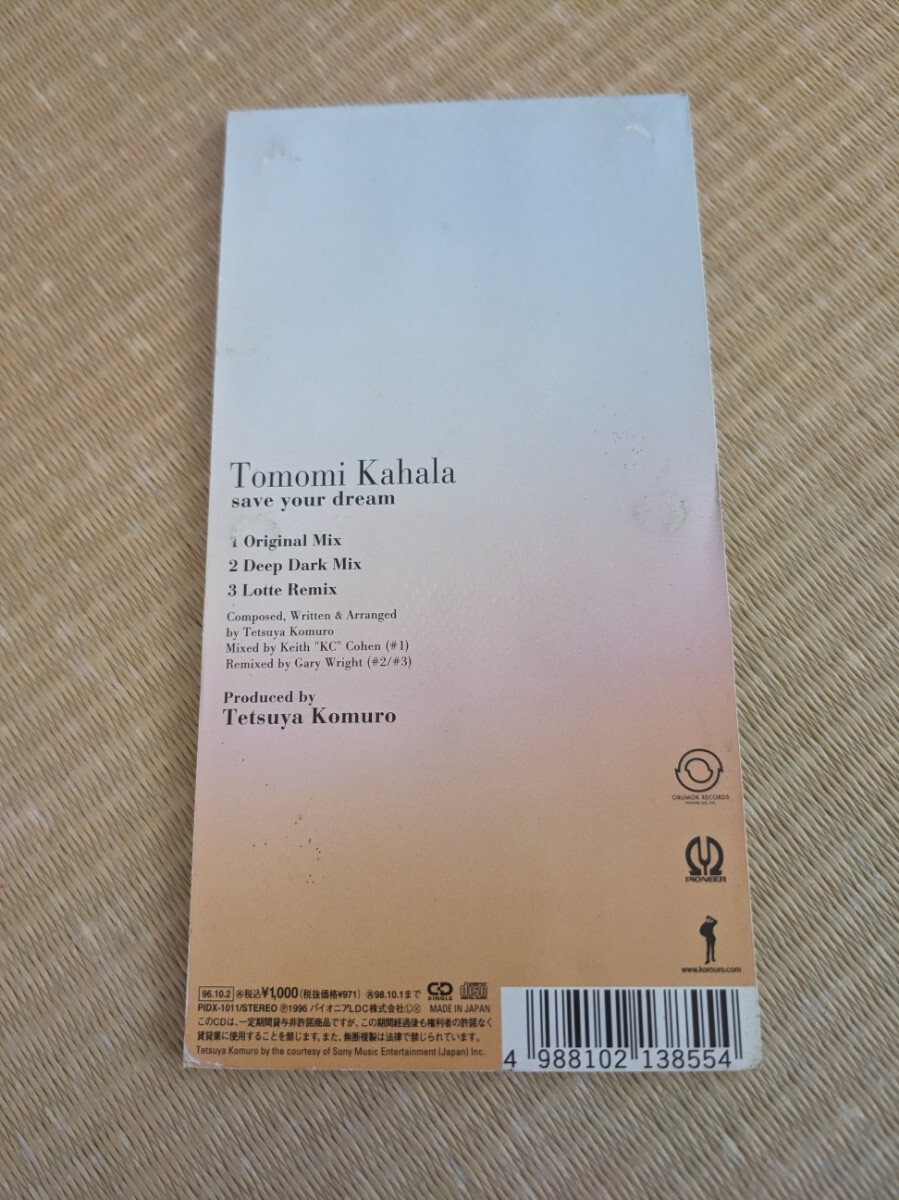 Tomomi Kahala
save your dream
1 Original Mix
2 Deep Dark Mix
3 Lotte Remix
Composed, Written & Arranged
by Tetsuya Komuro
Mixed by Keith "KC" Cohen (#1)
Remixed by Gary Wright (#2/#3)
Produced by
Tetsuya Komuro
ORUMOK RECORDS
PIONEER
www.komuro.com
96.10.2 税込¥1,000(税抜価格¥971) 98.10.1まで CD SINGLE COMPACT disc
PIDX-1011/STEREO ℗1996 パイオニアLDC株式会社 Ⓛ Ⓧ MADE IN JAPAN
このCDは、一定期間貸与非許諾商品ですが、この期間経過後も権利者の許諾なく
賃貸業に使用することを禁じます。また、無断複製は法律で禁じられています。
Tetsuya Komuro by the courtesy of Sony Music Entertainment (Japan) Inc.
4 988102 138554